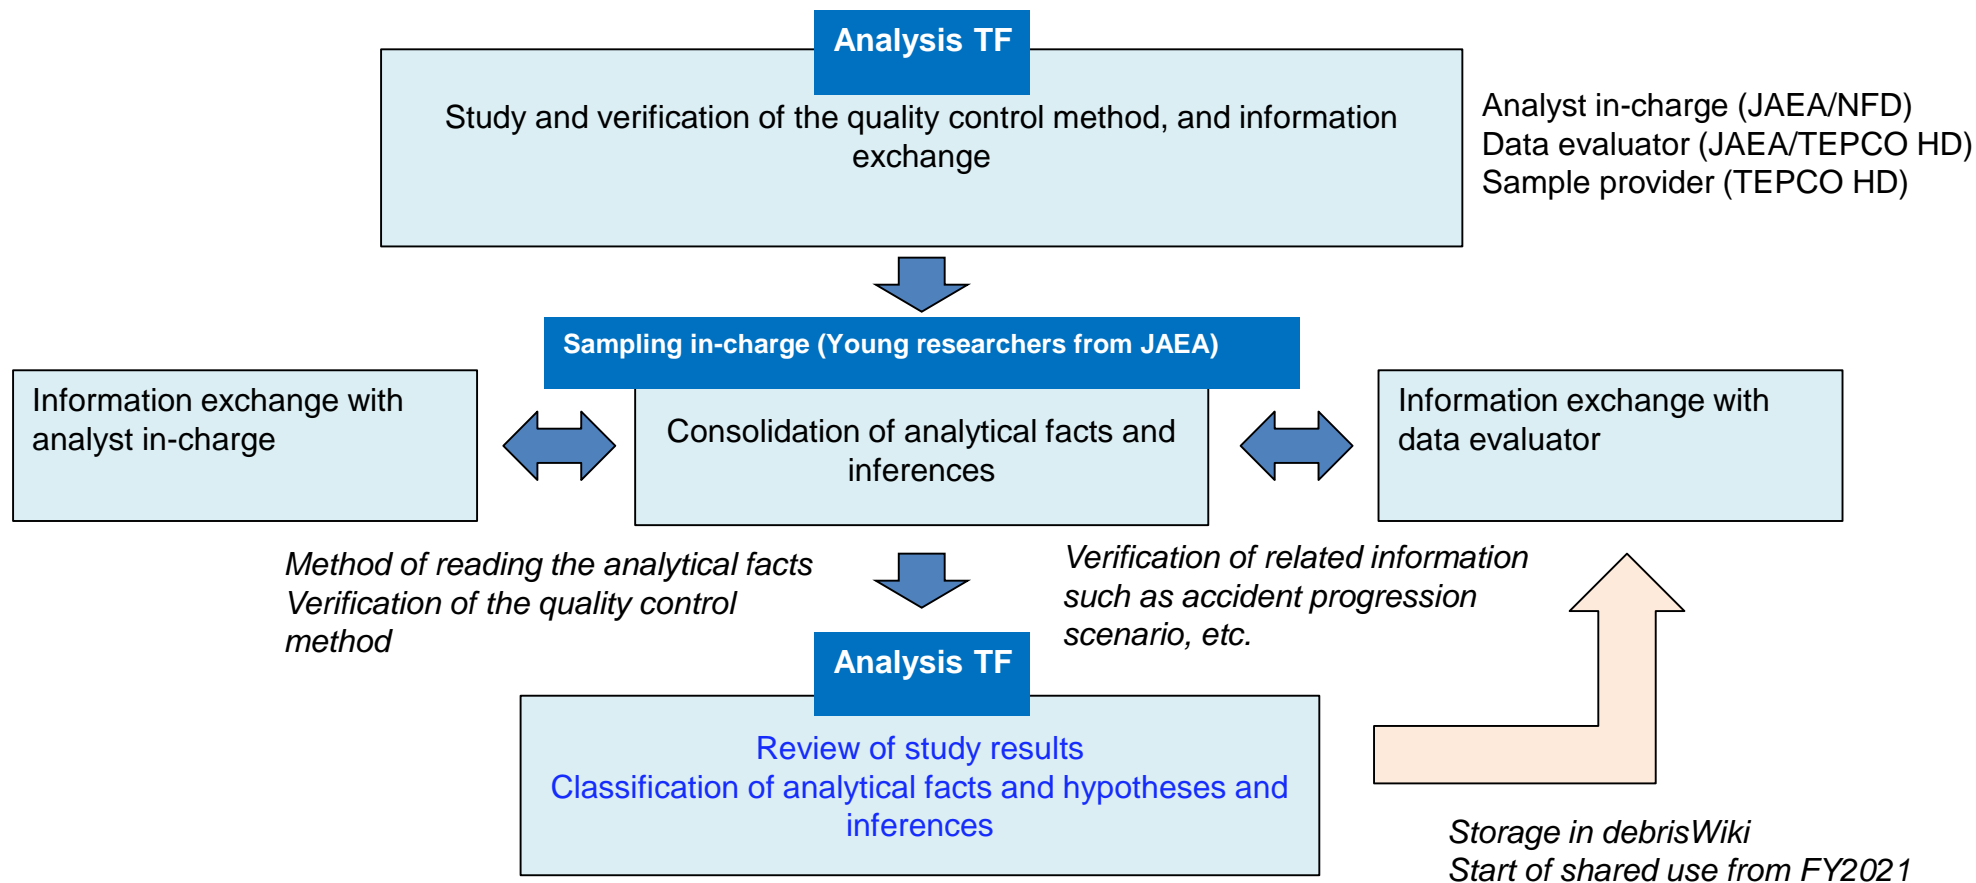 Analysis TF
Study and verification of the quality control method, and information
exchange
Analyst in-charge (JAEA/NFD)
Data evaluator (JAEA/TEPCO HD)
Sample provider (TEPCO HD)
Sampling in-charge (Young researchers from JAEA)
Information exchange with
analyst in-charge
Consolidation of analytical facts and
inferences
Information exchange with
data evaluator
Method of reading the analytical facts
Verification of the quality control
method
Verification of related information
such as accident progression
scenario, etc.
Analysis TF
Review of study results
Classification of analytical facts and hypotheses and
inferences
Storage in debrisWiki
Start of shared use from FY2021